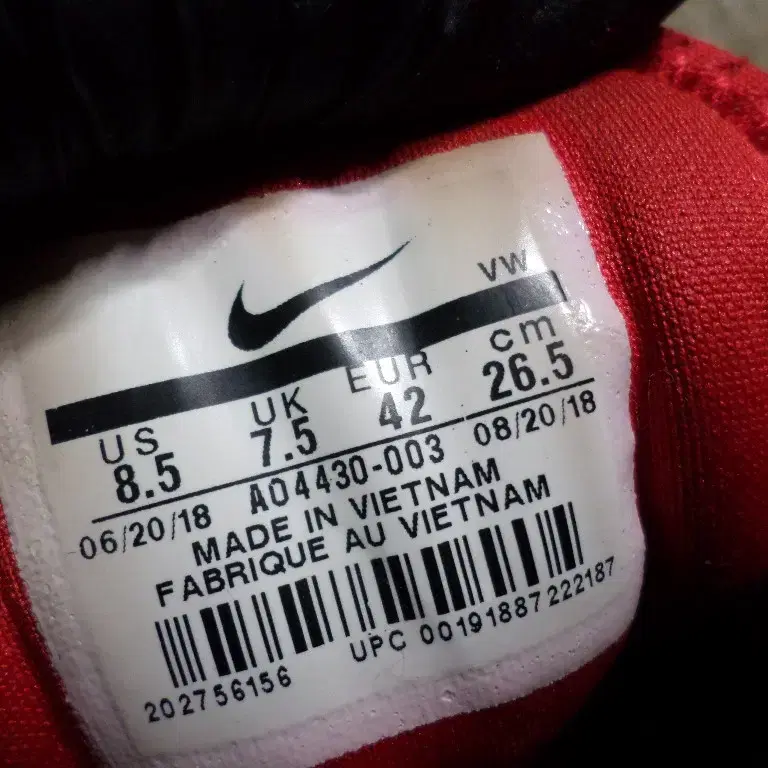 VW
US UK EUR cm
8.5 7.5 42 26.5
06/20/18 AO4430-003 08/20/18
MADE IN VIETNAM
FABRIQUE AU VIETNAM
UPC 00191887222187
202756156